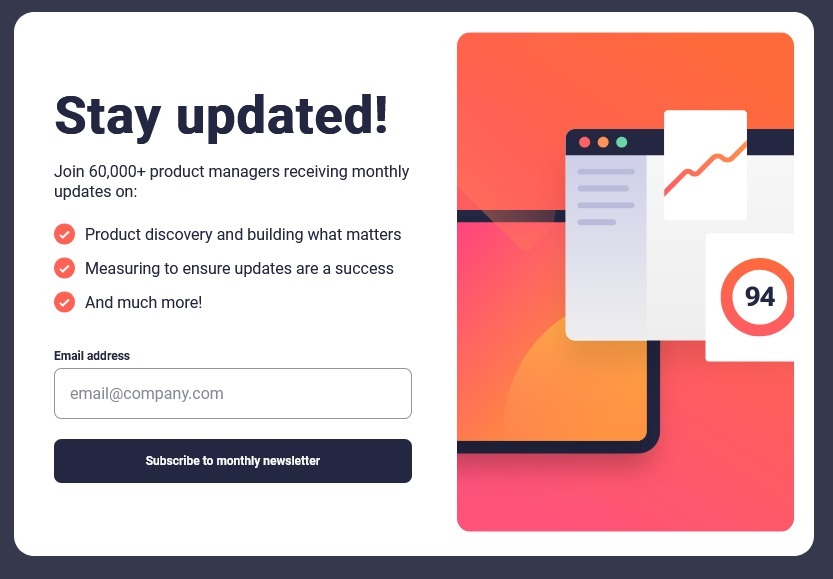 Stay updated!
Join 60,000+ product managers receiving monthly
updates on:
Product discovery and building what matters
Measuring to ensure updates are a success
And much more!
Email address
email@company.com
Subscribe to monthly newsletter
94